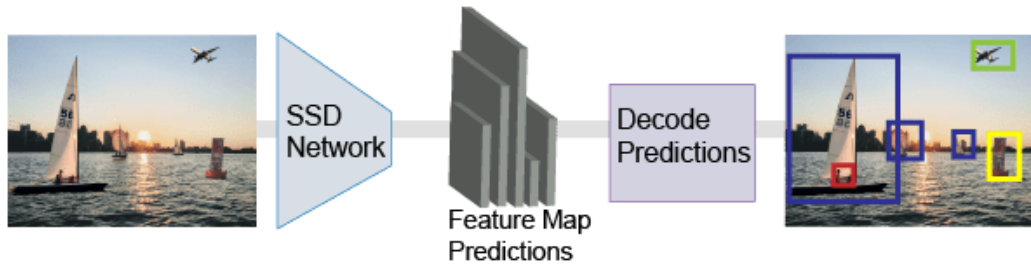 SSD
Network
Feature Map
Predictions
Decode
Predictions